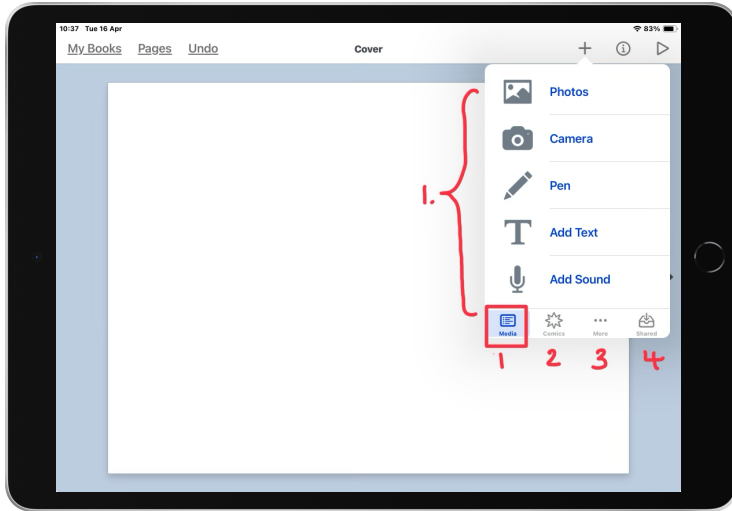 10:37 Tue 16 Apr 83%
My Books Pages Undo Cover
Photos
Camera
1. Pen
Add Text
Add Sound
Media Comics More Shared
1 2 3 4